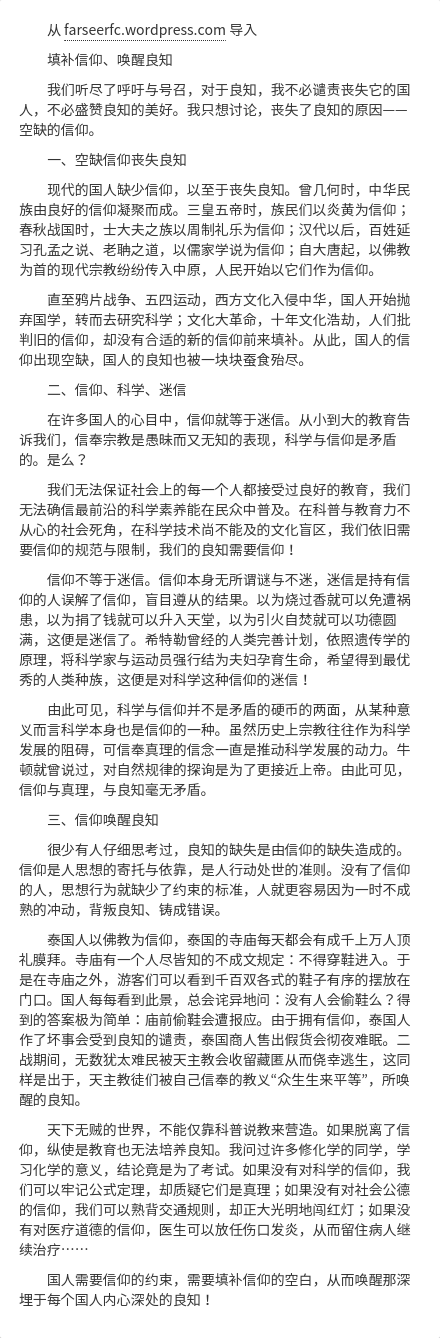 从 farseerfc.wordpress.com 导入
填补信仰、唤醒良知
我们听尽了呼吁与号召，对于良知，我不必谴责丧失它的国
人，不必盛赞良知的美好。我只想讨论，丧失了良知的原因——
空缺的信仰。
一、空缺信仰丧失良知
现代的国人缺少信仰，以至于丧失良知。曾几何时，中华民
族由良好的信仰凝聚而成。三皇五帝时，族民们以炎黄为信仰；
春秋战国时，士大夫之族以周制礼乐为信仰；汉代以后，百姓延
习孔孟之说、老聃之道，以儒家学说为信仰；自大唐起，以佛教
为首的现代宗教纷纷传入中原，人民开始以它们作为信仰。
直至鸦片战争、五四运动，西方文化入侵中华，国人开始抛
弃国学，转而去研究科学；文化大革命，十年文化浩劫，人们批
判旧的信仰，却没有合适的新的信仰前来填补。从此，国人的信
仰出现空缺，国人的良知也被一块块蚕食殆尽。
二、信仰、科学、迷信
在许多国人的心目中，信仰就等于迷信。从小到大的教育告
诉我们，信奉宗教是愚昧而又无知的表现，科学与信仰是矛盾
的。是么？
我们无法保证社会上的每一个人都接受过良好的教育，我们
无法确信最前沿的科学素养能在民众中普及。在科普与教育力不
从心的社会死角，在科学技术尚不能及的文化盲区，我们依旧需
要信仰的规范与限制，我们的良知需要信仰！
信仰不等于迷信。信仰本身无所谓谜与不迷，迷信是持有信
仰的人误解了信仰，盲目遵从的结果。以为烧过香就可以免遭祸
患，以为捐了钱就可以升入天堂，以为引火自焚就可以功德圆
满，这便是迷信了。希特勒曾经的人类完善计划，依照遗传学的
原理，将科学家与运动员强行结为夫妇孕育生命，希望得到最优
秀的人类种族，这便是对科学这种信仰的迷信！
由此可见，科学与信仰并不是矛盾的硬币的两面，从某种意
义而言科学本身也是信仰的一种。虽然历史上宗教往往作为科学
发展的阻碍，可信奉真理的信念一直是推动科学发展的动力。牛
顿就曾说过，对自然规律的探询是为了更接近上帝。由此可见，
信仰与真理，与良知毫无矛盾。
三、信仰唤醒良知
很少有人仔细思考过，良知的缺失是由信仰的缺失造成的。
信仰是人思想的寄托与依靠，是人行动处世的准则。没有了信仰
的人，思想行为就缺少了约束的标准，人就更容易因为一时不成
熟的冲动，背叛良知、铸成错误。
泰国人以佛教为信仰，泰国的寺庙每天都会有成千上万人顶
礼膜拜。寺庙有一个人尽皆知的不成文规定：不得穿鞋进入。于
是在寺庙之外，游客们可以看到千百双各式的鞋子有序的摆放在
门口。国人每每看到此景，总会诧异地问：没有人会偷鞋么？得
到的答案极为简单：庙前偷鞋会遭报应。由于拥有信仰，泰国人
作了坏事会受到良知的谴责，泰国商人售出假货会彻夜难眠。二
战期间，无数犹太难民被天主教会收留藏匿从而侥幸逃生，这同
样是出于，天主教徒们被自己信奉的教义“众生生来平等”，所唤
醒的良知。
天下无贼的世界，不能仅靠科普说教来营造。如果脱离了信
仰，纵使是教育也无法培养良知。我问过许多修化学的同学，学
习化学的意义，结论竟是为了考试。如果没有对科学的信仰，我
们可以牢记公式定理，却质疑它们是真理；如果没有对社会公德
的信仰，我们可以熟背交通规则，却正大光明地闯红灯；如果没
有对医疗道德的信仰，医生可以放任伤口发炎，从而留住病人继
续治疗⋯⋯
国人需要信仰的约束，需要填补信仰的空白，从而唤醒那深
埋于每个国人内心深处的良知！